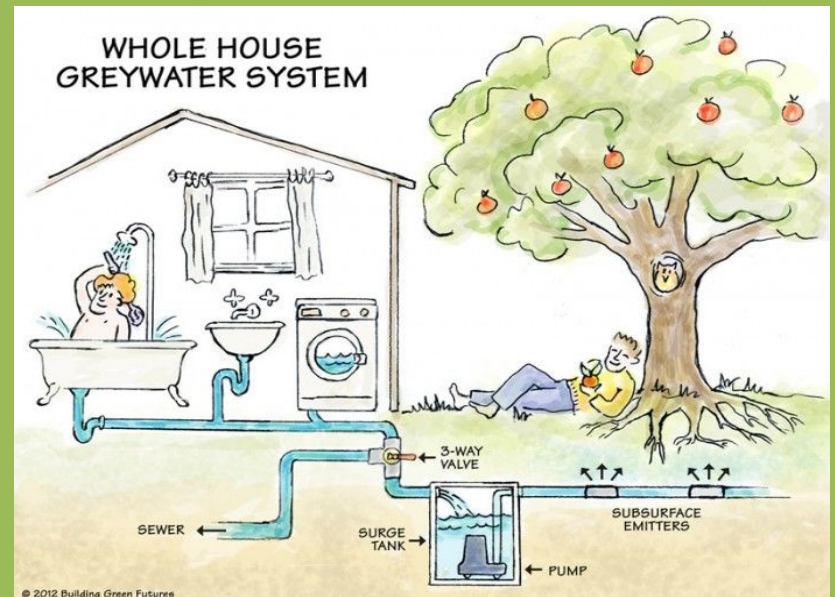 WHOLE HOUSE
GREYWATER SYSTEM
3-WAY
VALVE
SEWER
SURGE
TANK
SUBSURFACE
EMITTERS
PUMP
© 2012 Building Green Futures